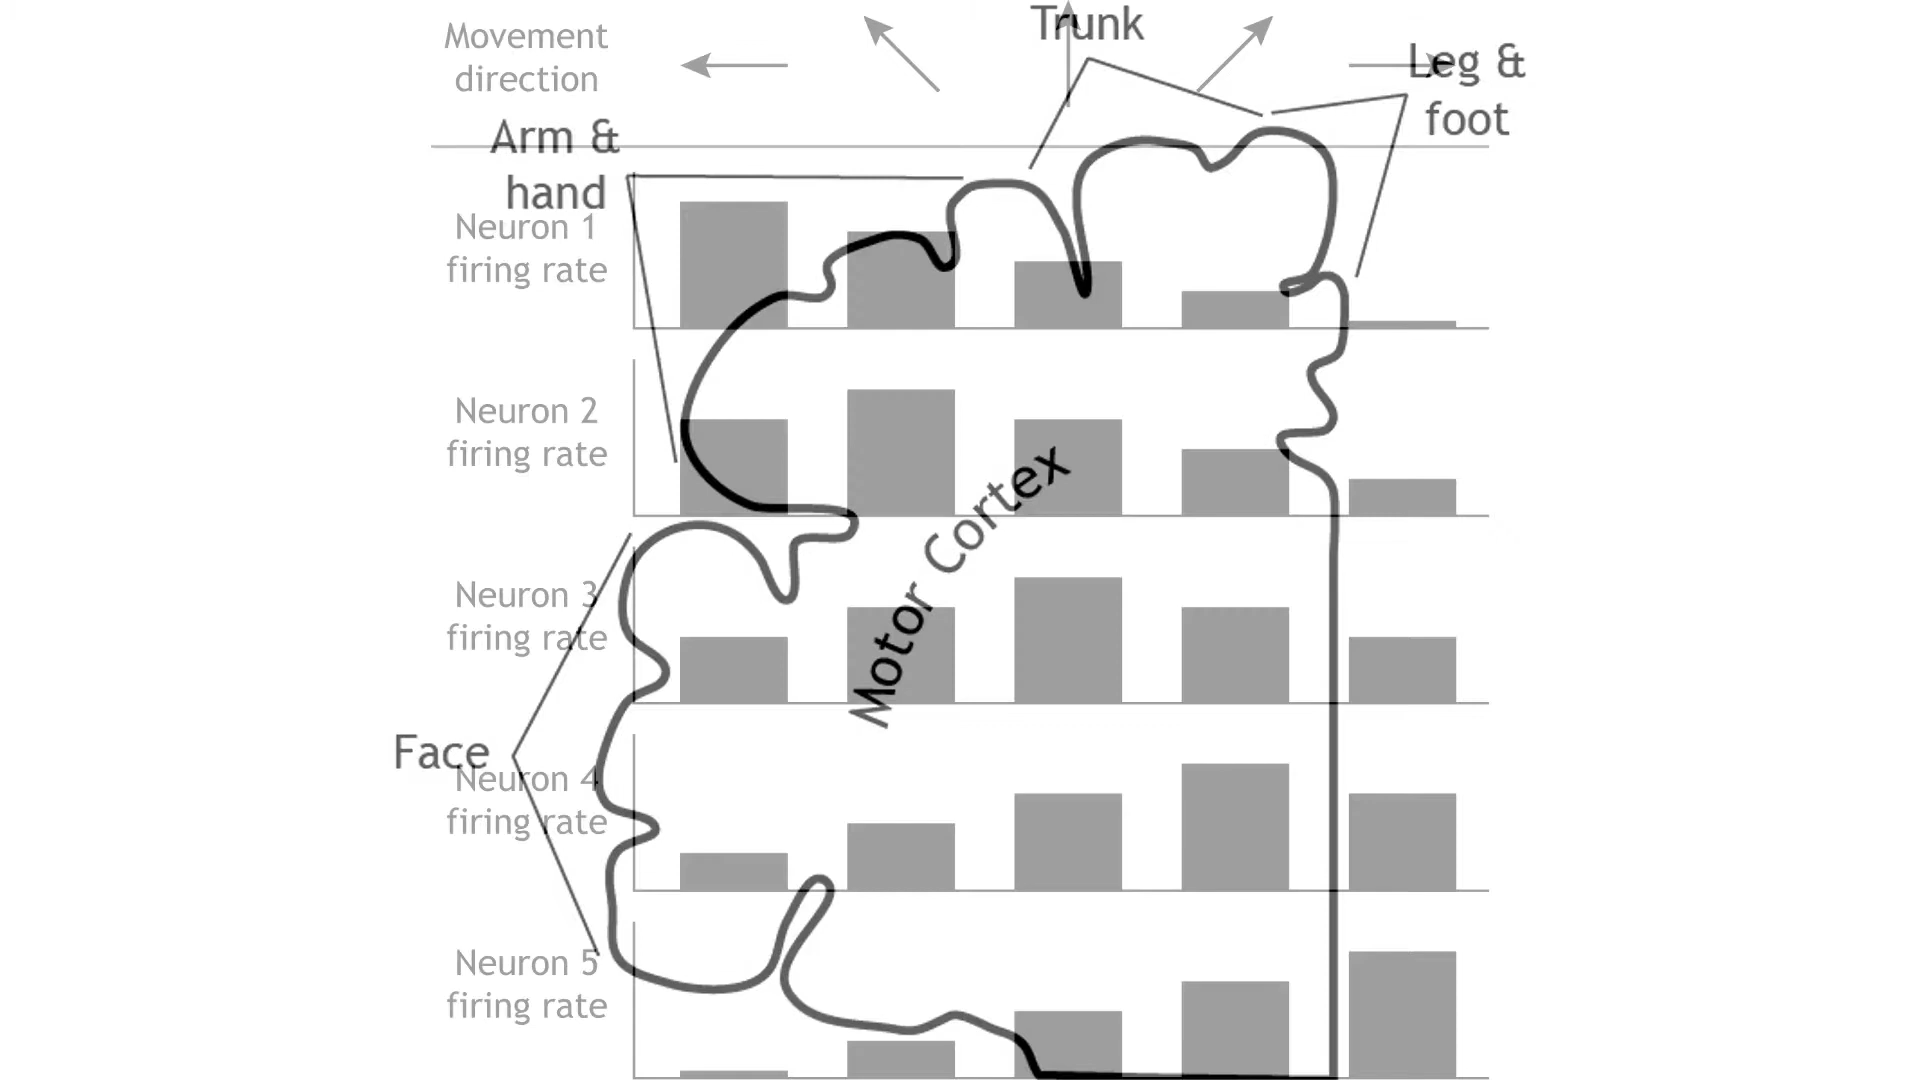 Trunk
Movement
direction
Leg &
foot
Arm &
hand
Neuron 1
firing rate
Neuron 2
firing rate
Motor Cortex
Neuron 3
firing rate
Face
Neuron 4
firing rate
Neuron 5
firing rate